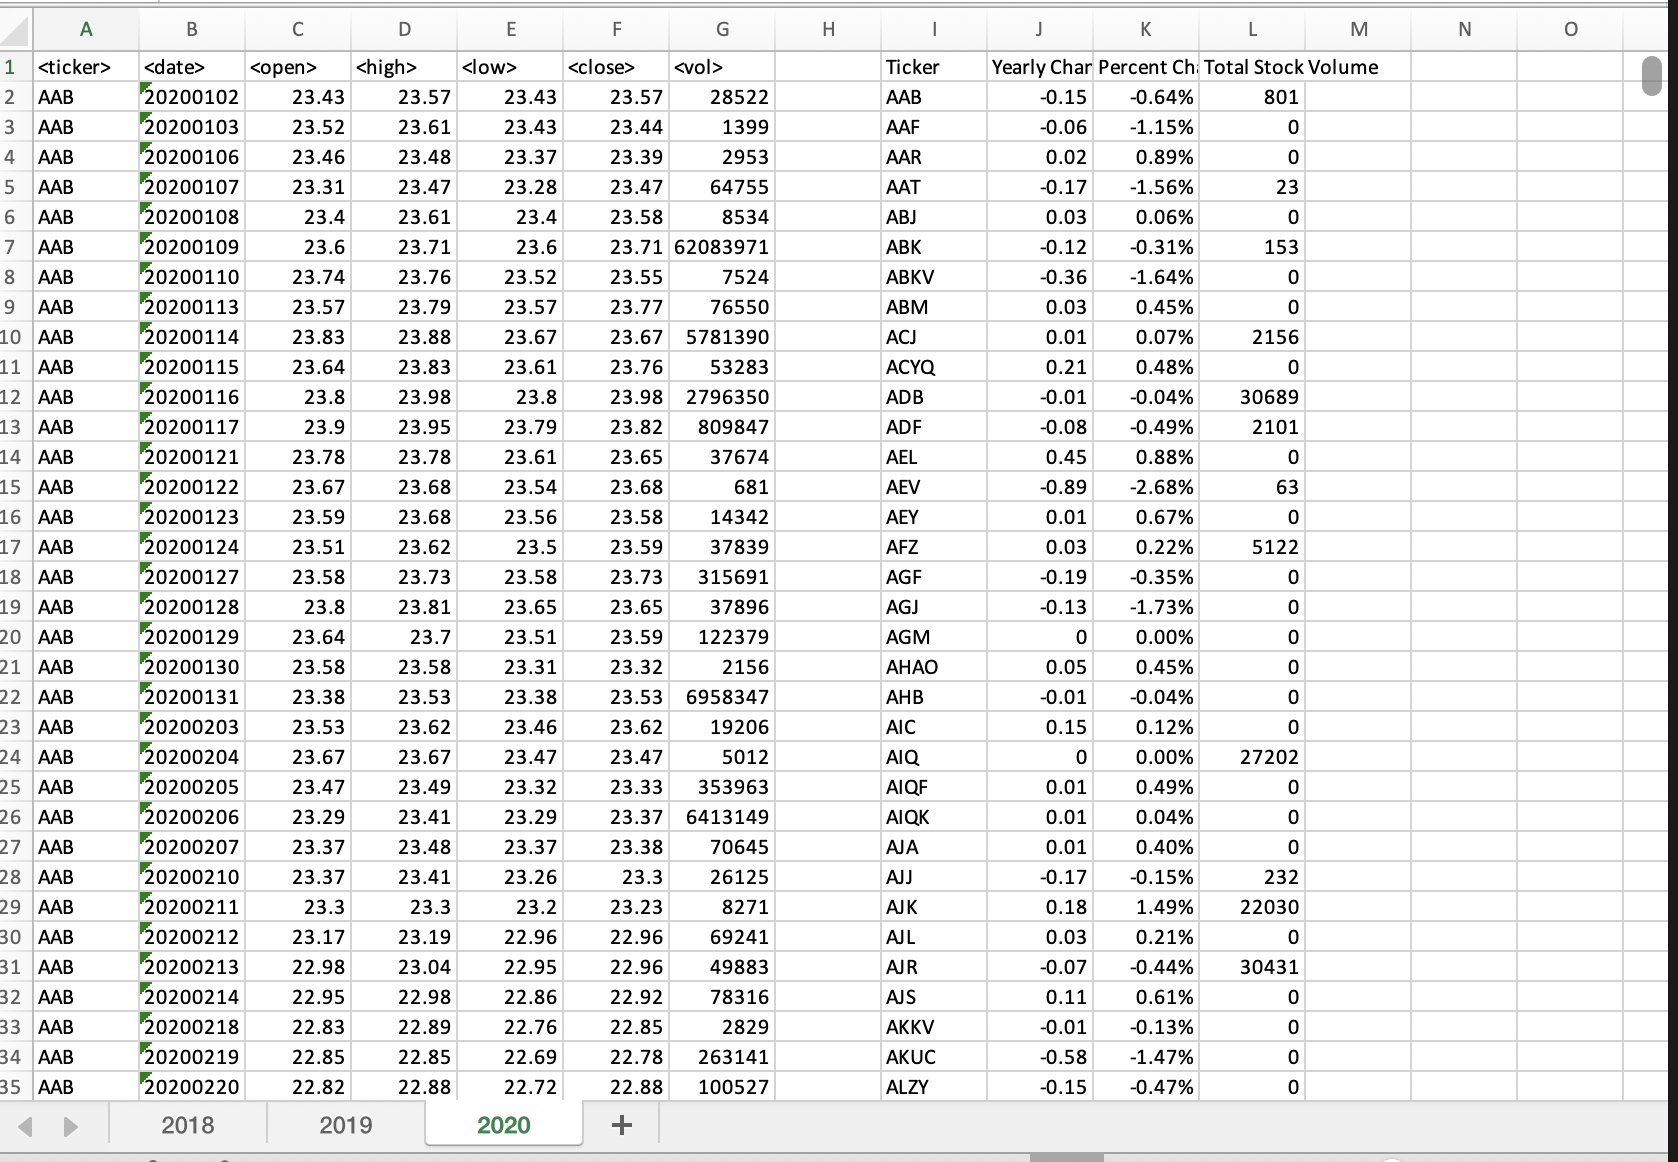 A B C D E F G H I J K L M N O
1 <ticker> <date> <open> <high> <low> <close> <vol> Ticker Yearly Char Percent Cha Total Stock Volume
2 AAB 20200102 23.43 23.57 23.43 23.57 28522 AAB -0.15 -0.64% 801
3 AAB 20200103 23.52 23.61 23.43 23.44 1399 AAF -0.06 -1.15% 0
4 AAB 20200106 23.46 23.48 23.37 23.39 2953 AAR 0.02 0.89% 0
5 AAB 20200107 23.31 23.47 23.28 23.47 64755 AAT -0.17 -1.56% 23
6 AAB 20200108 23.4 23.61 23.4 23.58 8534 ABJ 0.03 0.06% 0
7 AAB 20200109 23.6 23.71 23.6 23.71 62083971 ABK -0.12 -0.31% 153
8 AAB 20200110 23.74 23.76 23.52 23.55 7524 ABKV -0.36 -1.64% 0
9 AAB 20200113 23.57 23.79 23.57 23.77 76550 ABM 0.03 0.45% 0
10 AAB 20200114 23.83 23.88 23.67 23.67 5781390 ACJ 0.01 0.07% 2156
11 AAB 20200115 23.64 23.83 23.61 23.76 53283 ACYQ 0.21 0.48% 0
12 AAB 20200116 23.8 23.98 23.8 23.98 2796350 ADB -0.01 -0.04% 30689
13 AAB 20200117 23.9 23.95 23.79 23.82 809847 ADF -0.08 -0.49% 2101
14 AAB 20200121 23.78 23.78 23.61 23.65 37674 AEL 0.45 0.88% 0
15 AAB 20200122 23.67 23.68 23.54 23.68 681 AEV -0.89 -2.68% 63
16 AAB 20200123 23.59 23.68 23.56 23.58 14342 AEY 0.01 0.67% 0
17 AAB 20200124 23.51 23.62 23.5 23.59 37839 AFZ 0.03 0.22% 5122
18 AAB 20200127 23.58 23.73 23.58 23.73 315691 AGF -0.19 -0.35% 0
19 AAB 20200128 23.8 23.81 23.65 23.65 37896 AGJ -0.13 -1.73% 0
20 AAB 20200129 23.64 23.7 23.51 23.59 122379 AGM 0 0.00% 0
21 AAB 20200130 23.58 23.58 23.31 23.32 2156 AHAO 0.05 0.45% 0
22 AAB 20200131 23.38 23.53 23.38 23.53 6958347 AHB -0.01 -0.04% 0
23 AAB 20200203 23.53 23.62 23.46 23.62 19206 AIC 0.15 0.12% 0
24 AAB 20200204 23.67 23.67 23.47 23.47 5012 AIQ 0 0.00% 27202
25 AAB 20200205 23.47 23.49 23.32 23.33 353963 AIQF 0.01 0.49% 0
26 AAB 20200206 23.29 23.41 23.29 23.37 6413149 AIQK 0.01 0.04% 0
27 AAB 20200207 23.37 23.48 23.37 23.38 70645 AJA 0.01 0.40% 0
28 AAB 20200210 23.37 23.41 23.26 23.3 26125 AJJ -0.17 -0.15% 232
29 AAB 20200211 23.3 23.3 23.2 23.23 8271 AJK 0.18 1.49% 22030
30 AAB 20200212 23.17 23.19 22.96 22.96 69241 AJL 0.03 0.21% 0
31 AAB 20200213 22.98 23.04 22.95 22.96 49883 AJR -0.07 -0.44% 30431
32 AAB 20200214 22.95 22.98 22.86 22.92 78316 AJS 0.11 0.61% 0
33 AAB 20200218 22.83 22.89 22.76 22.85 2829 AKKV -0.01 -0.13% 0
34 AAB 20200219 22.85 22.85 22.69 22.78 263141 AKUC -0.58 -1.47% 0
35 AAB 20200220 22.82 22.88 22.72 22.88 100527 ALZY -0.15 -0.47% 0
2018 2019 2020 +